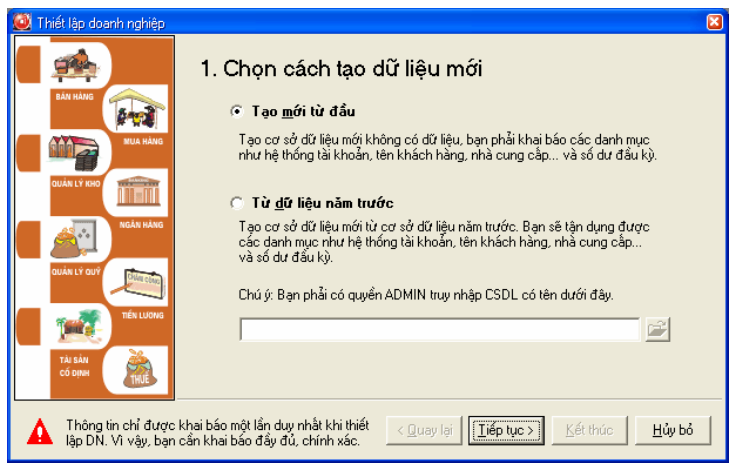 Thiết lập doanh nghiệp
BÁN HÀNG
MUA HÀNG
QUẢN LÝ KHO
NGÂN HÀNG
QUẢN LÝ QUỸ
CHẤM CÔNG
TIỀN LƯƠNG
TÀI SẢN
CỐ ĐỊNH
THUẾ
1. Chọn cách tạo dữ liệu mới
Tạo mới từ đầu
Tạo cơ sở dữ liệu mới không có dữ liệu, bạn phải khai báo các danh mục
như hệ thống tài khoản, tên khách hàng, nhà cung cấp... và số dư đầu kỳ.
Từ dữ liệu năm trước
Tạo cơ sở dữ liệu mới từ cơ sở dữ liệu năm trước. Bạn sẽ tận dụng được
các danh mục như hệ thống tài khoản, tên khách hàng, nhà cung cấp...
và số dư đầu kỳ.
Chú ý: Bạn phải có quyền ADMIN truy nhập CSDL có tên dưới đây.
Thông tin chỉ được khai báo một lần duy nhất khi thiết
lập DN. Vì vậy, bạn cần khai báo đầy đủ, chính xác.
< Quay lại
Tiếp tục >
Kết thúc
Hủy bỏ